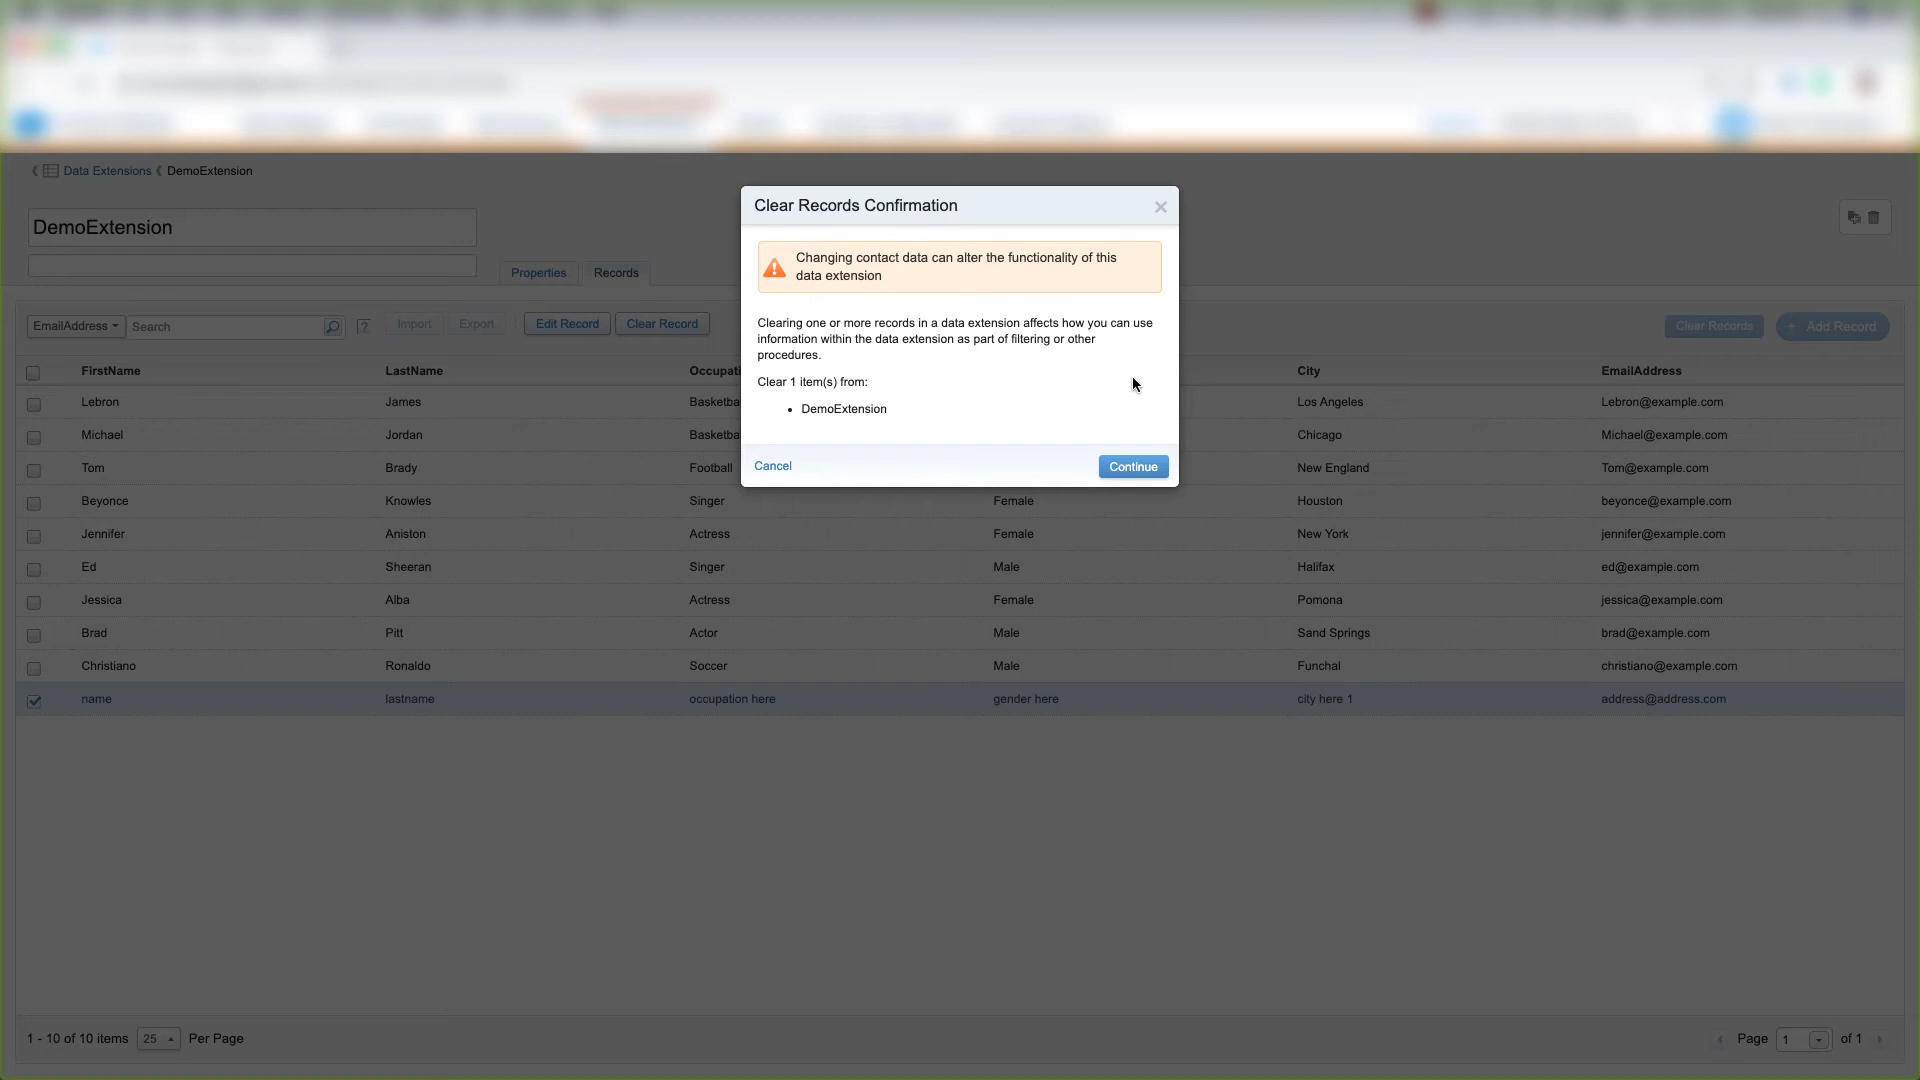 Data Extensions DemoExtension
DemoExtension
Properties Records
EmailAddress Search ? Import Export Edit Record Clear Record Clear Records + Add Record
FirstName LastName Occupati City EmailAddress
Lebron James Basketba Los Angeles Lebron@example.com
Michael Jordan Basketba Chicago Michael@example.com
Tom Brady Football New England Tom@example.com
Beyonce Knowles Singer Female Houston beyonce@example.com
Jennifer Aniston Actress Female New York jennifer@example.com
Ed Sheeran Singer Male Halifax ed@example.com
Jessica Alba Actress Female Pomona jessica@example.com
Brad Pitt Actor Male Sand Springs brad@example.com
Christiano Ronaldo Soccer Male Funchal christiano@example.com
name lastname occupation here gender here city here 1 address@address.com
1 - 10 of 10 items 25 Per Page Page 1 of 1
Clear Records Confirmation
Changing contact data can alter the functionality of this
data extension
Clearing one or more records in a data extension affects how you can use
information within the data extension as part of filtering or other
procedures.
Clear 1 item(s) from:
• DemoExtension
Cancel Continue